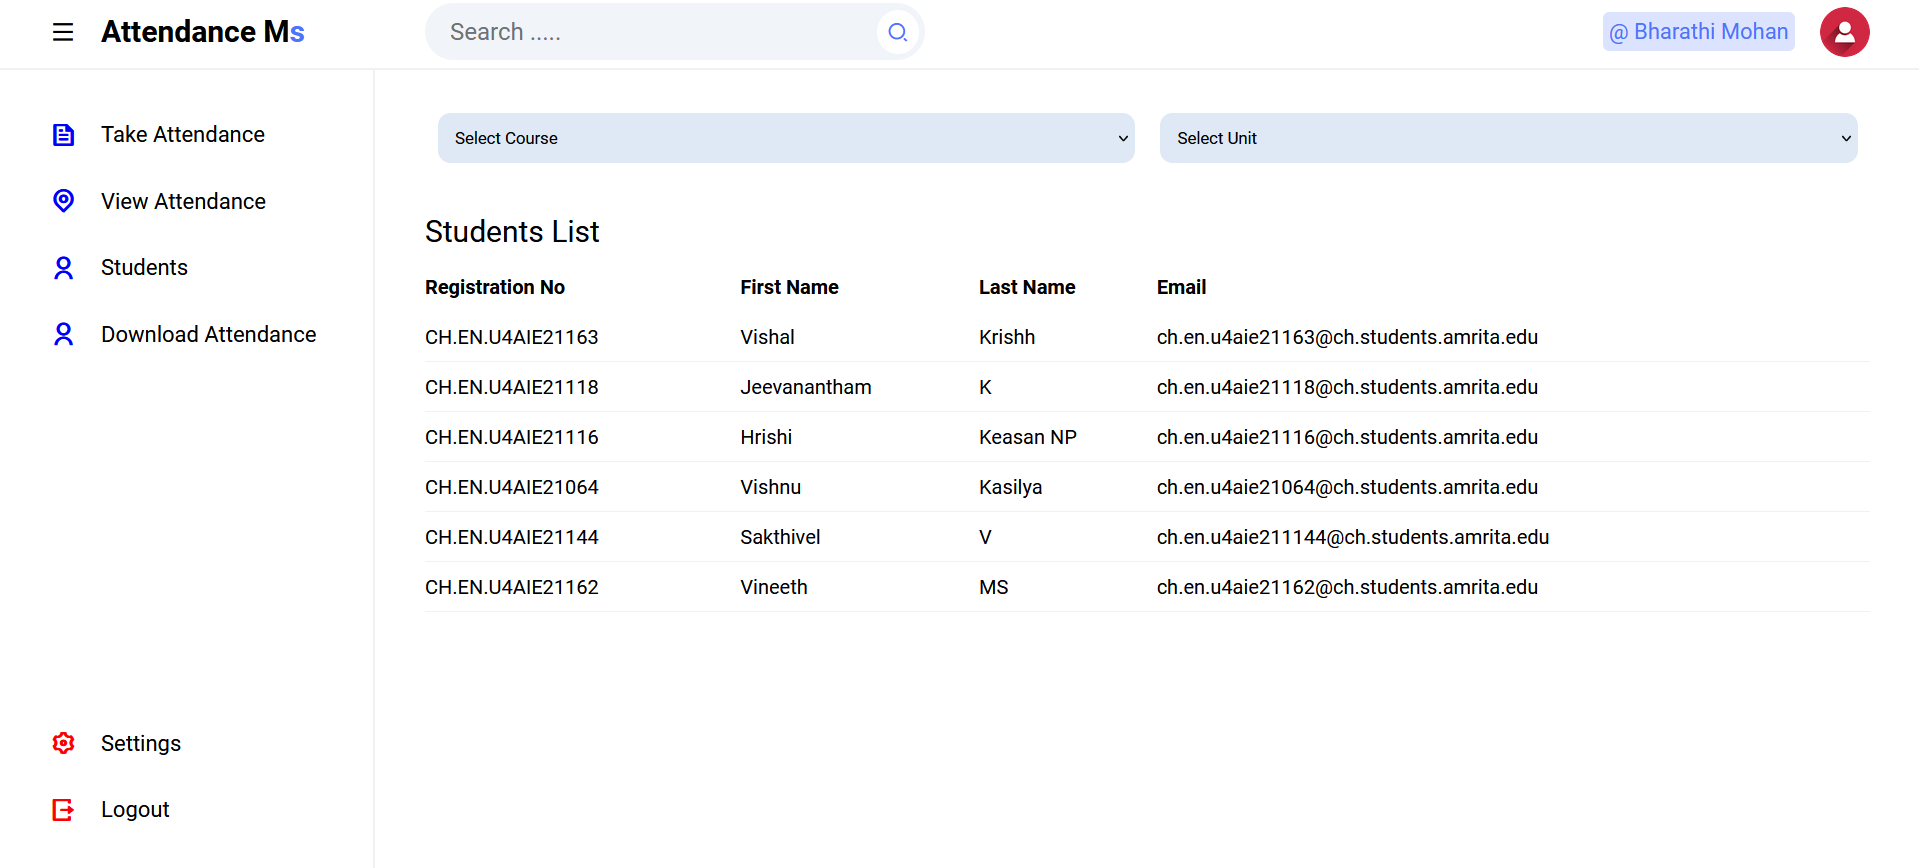 Attendance Ms
Search .....
@ Bharathi Mohan
Take Attendance
View Attendance
Students
Download Attendance
Settings
Logout
Select Course
Select Unit
Students List
Registration No First Name Last Name Email
CH.EN.U4AIE21163 Vishal Krishh ch.en.u4aie21163@ch.students.amrita.edu
CH.EN.U4AIE21118 Jeevanantham K ch.en.u4aie21118@ch.students.amrita.edu
CH.EN.U4AIE21116 Hrishi Keasan NP ch.en.u4aie21116@ch.students.amrita.edu
CH.EN.U4AIE21064 Vishnu Kasilya ch.en.u4aie21064@ch.students.amrita.edu
CH.EN.U4AIE21144 Sakthivel V ch.en.u4aie211144@ch.students.amrita.edu
CH.EN.U4AIE21162 Vineeth MS ch.en.u4aie21162@ch.students.amrita.edu